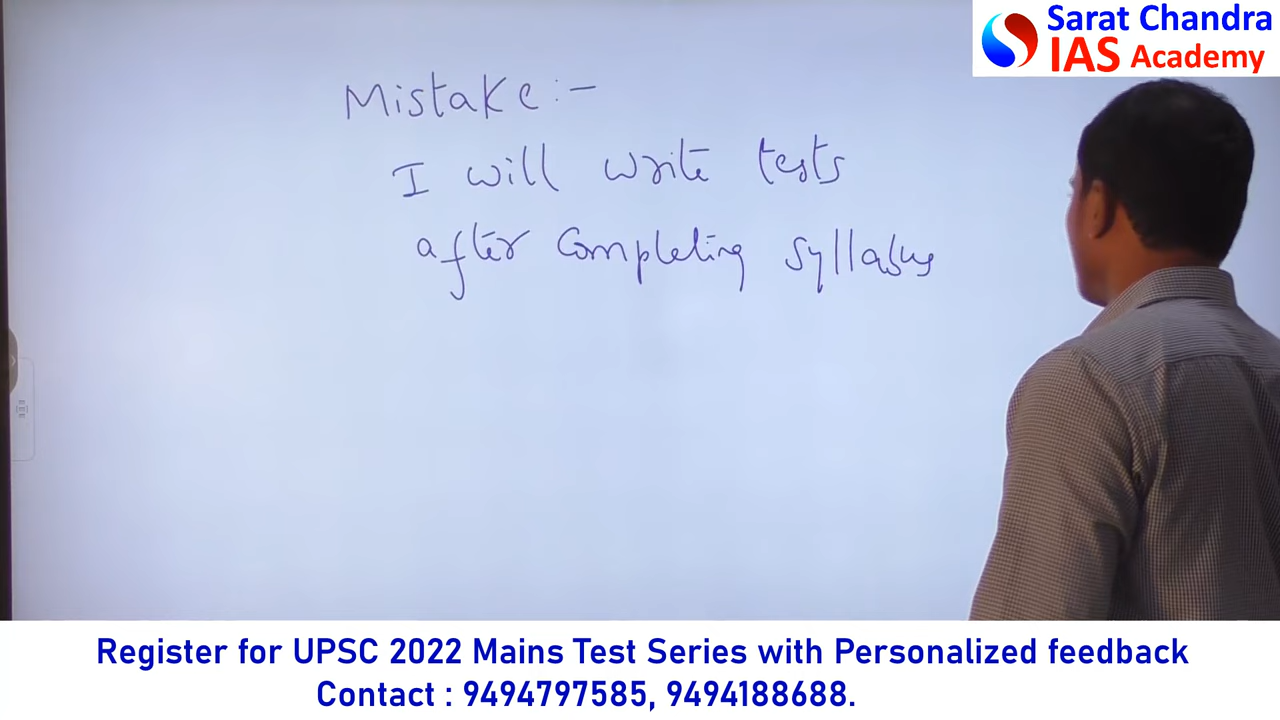 Sarat Chandra
IAS Academy
Mistake :-
I will write tests
after completing syllabus
Register for UPSC 2022 Mains Test Series with Personalized feedback
Contact : 9494797585, 9494188688.